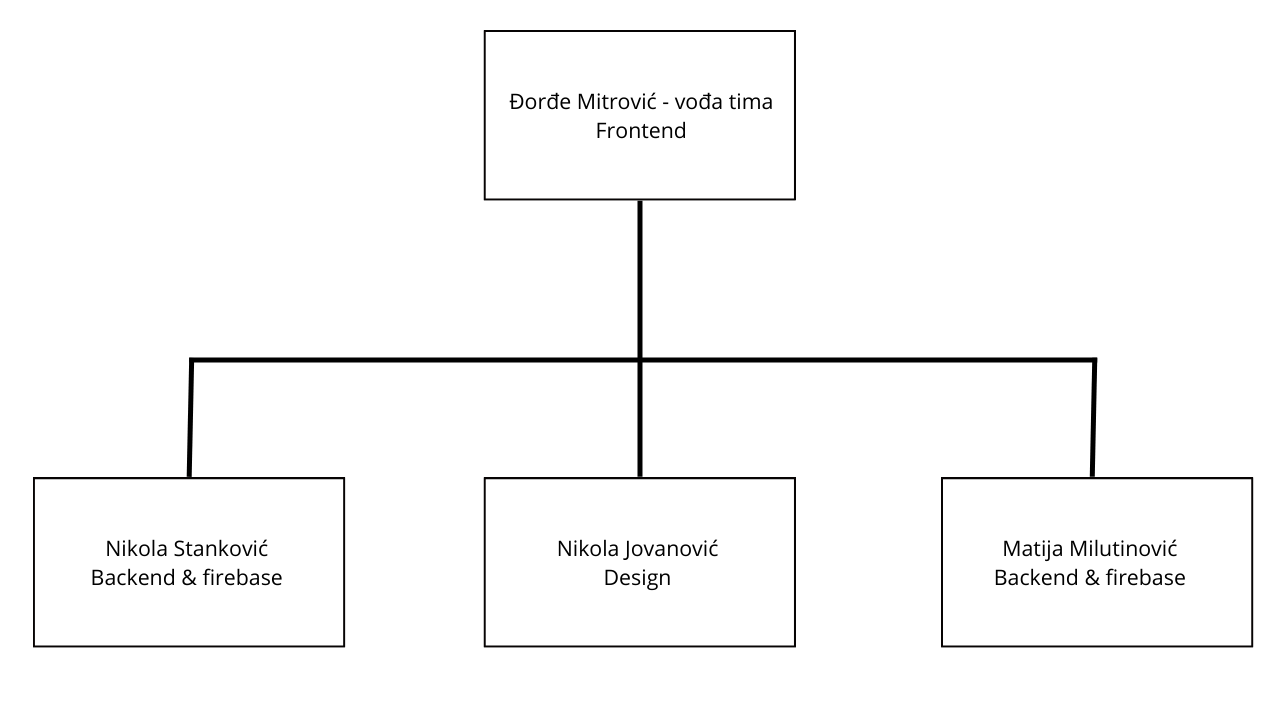 Đorđe Mitrović - vođa tima
Frontend
Nikola Stanković
Backend & firebase
Nikola Jovanović
Design
Matija Milutinović
Backend & firebase